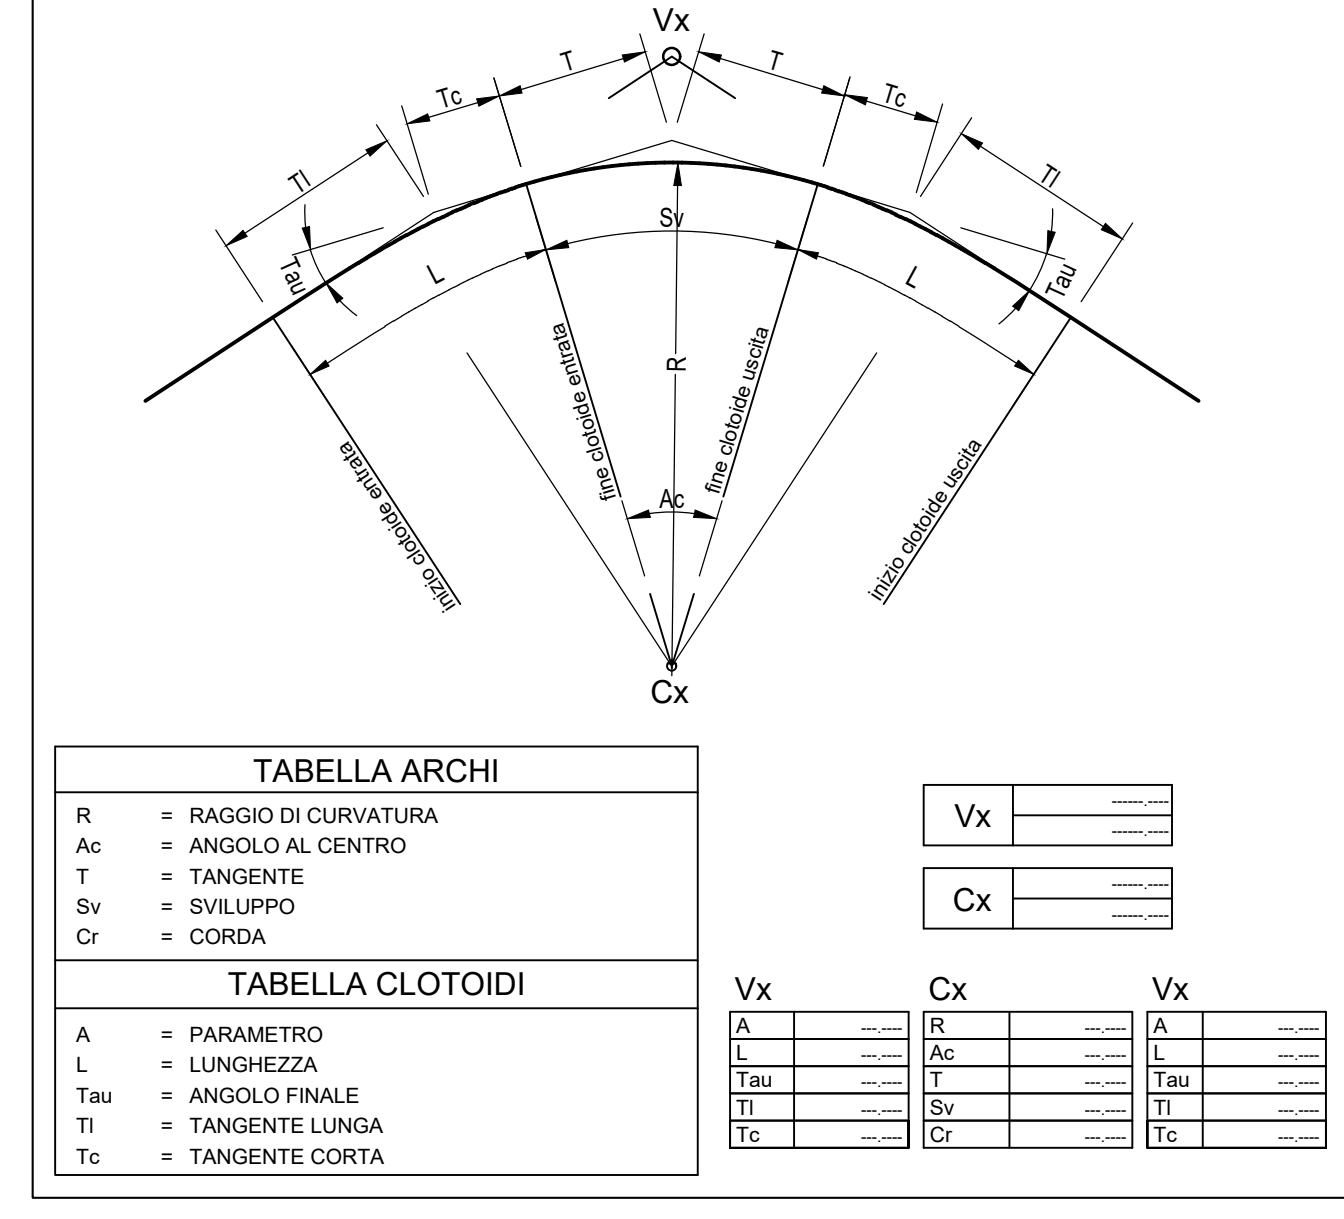 Vx
T
T
Tc
Tc
Tl
Tl
Sv
Tau
Tau
L
L
R
fine clotoide entrata
fine clotoide uscita
inizio clotoide entrata
inizio clotoide uscita
Ac
Cx
TABELLA ARCHI
R = RAGGIO DI CURVATURA
Ac = ANGOLO AL CENTRO
T = TANGENTE
Sv = SVILUPPO
Cr = CORDA
TABELLA CLOTOIDI
A = PARAMETRO
L = LUNGHEZZA
Tau = ANGOLO FINALE
Tl = TANGENTE LUNGA
Tc = TANGENTE CORTA
Vx ------.----
------.----
Cx ------.----
------.----
Vx
A ---.----
L ---.----
Tau ---.----
Tl ---.----
Tc ---.----
Cx
R ---.----
Ac ---.----
T ---.----
Sv ---.----
Cr ---.----
Vx
A ---.----
L ---.----
Tau ---.----
Tl ---.----
Tc ---.----